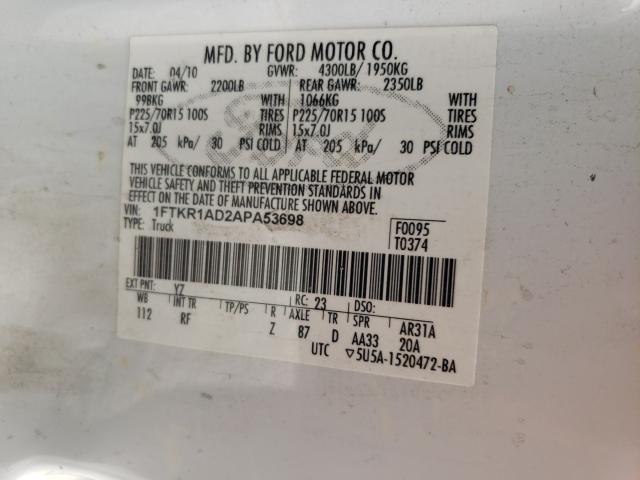 MFD. BY FORD MOTOR CO.
DATE: 04/10 GVWR: 4300LB/ 1950KG
FRONT GAWR: 2200LB REAR GAWR: 2350LB
998KG WITH 1066KG WITH
P225/70R15 100S TIRES P225/70R15 100S TIRES
15x7.0J RIMS 15x7.0J RIMS
AT 205 kPa/ 30 PSI COLD AT 205 kPa/ 30 PSI COLD
THIS VEHICLE CONFORMS TO ALL APPLICABLE FEDERAL MOTOR
VEHICLE SAFETY AND THEFT PREVENTION STANDARDS IN
EFFECT ON THE DATE OF MANUFACTURE SHOWN ABOVE.
VIN: 1FTKR1AD2APA53698
TYPE: Truck
F0095
T0374
EXT PNT: YZ RC: 23 DSO:
WB INT TR TP/PS R AXLE TR SPR AR31A
112 RF Z 87 D AA33 20A
UTC ▽5U5A-1520472-BA
Ford